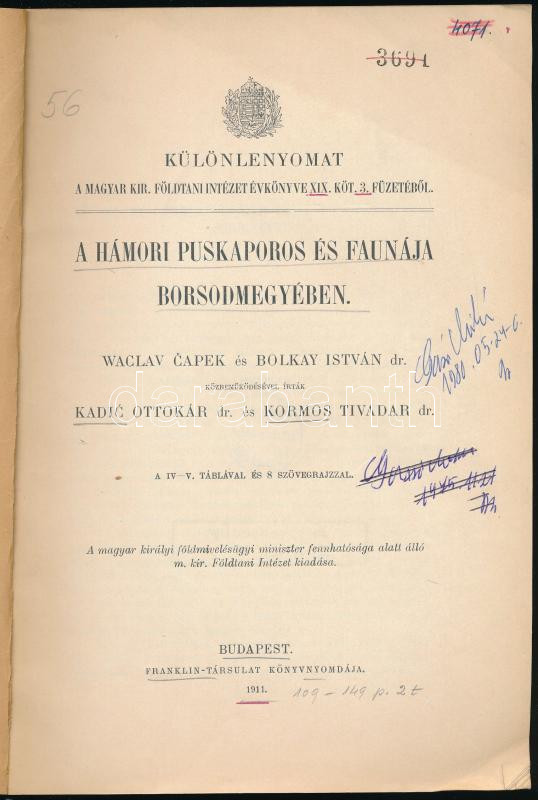 4071.
3691
56
KÜLÖNLENYOMAT
A MAGYAR KIR. FÖLDTANI INTÉZET ÉVKÖNYVE XIX. KÖT. 3. FÜZETÉBŐL.
A HÁMORI PUSKAPOROS ÉS FAUNÁJA
BORSODMEGYÉBEN.
WACLAV ČAPEK és BOLKAY ISTVÁN dr.
KÖZREMŰKÖDÉSÉVEL ÍRTÁK
KADIĆ OTTOKÁR dr. és KORMOS TIVADAR dr.
1980. 05. 24-6.
darabanth
A IV—V. TÁBLÁVAL ÉS 8 SZÖVEGRAJZZAL.
A magyar királyi földmivelésügyi miniszter fennhatósága alatt álló
m. kir. Földtani Intézet kiadása.
BUDAPEST.
FRANKLIN-TÁRSULAT KÖNYVNYOMDÁJA.
1911.
109 - 149 p. 2 t